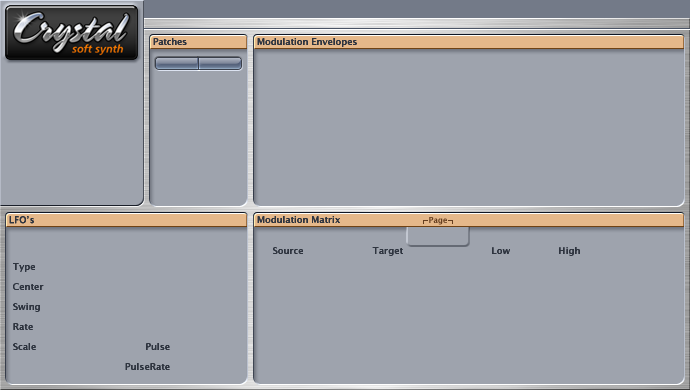 Crystal
soft synth
Patches
Modulation Envelopes
LFO's
Type
Center
Swing
Rate
Scale Pulse
PulseRate
Modulation Matrix Page
Source Target Low High